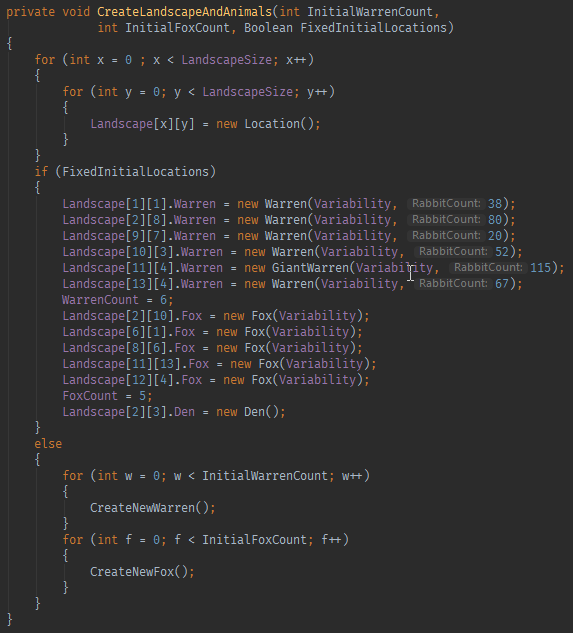 private void CreateLandscapeAndAnimals(int InitialWarrenCount,
            int InitialFoxCount, Boolean FixedInitialLocations)
{
    for (int x = 0 ; x < LandscapeSize; x++)
    {
        for (int y = 0; y < LandscapeSize; y++)
        {
            Landscape[x][y] = new Location();
        }
    }
    if (FixedInitialLocations)
    {
        Landscape[1][1].Warren = new Warren(Variability, RabbitCount: 38);
        Landscape[2][8].Warren = new Warren(Variability, RabbitCount: 80);
        Landscape[9][7].Warren = new Warren(Variability, RabbitCount: 20);
        Landscape[10][3].Warren = new Warren(Variability, RabbitCount: 52);
        Landscape[11][4].Warren = new GiantWarren(Variability, RabbitCount: 115);
        Landscape[13][4].Warren = new Warren(Variability, RabbitCount: 67);
        WarrenCount = 6;
        Landscape[2][10].Fox = new Fox(Variability);
        Landscape[6][1].Fox = new Fox(Variability);
        Landscape[8][6].Fox = new Fox(Variability);
        Landscape[11][13].Fox = new Fox(Variability);
        Landscape[12][4].Fox = new Fox(Variability);
        FoxCount = 5;
        Landscape[2][3].Den = new Den();
    }
    else
    {
        for (int w = 0; w < InitialWarrenCount; w++)
        {
            CreateNewWarren();
        }
        for (int f = 0; f < InitialFoxCount; f++)
        {
            CreateNewFox();
        }
    }
}